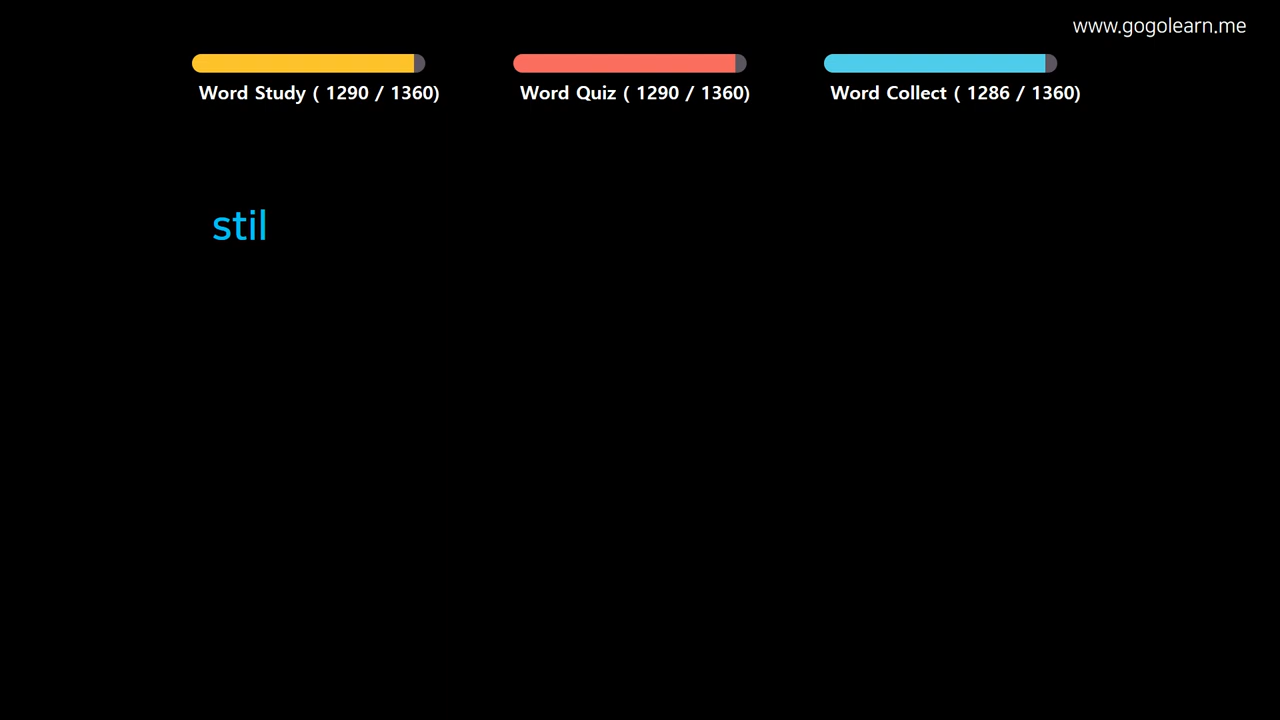 www.gogolearn.me
Word Study ( 1290 / 1360)
Word Quiz ( 1290 / 1360)
Word Collect ( 1286 / 1360)
stil